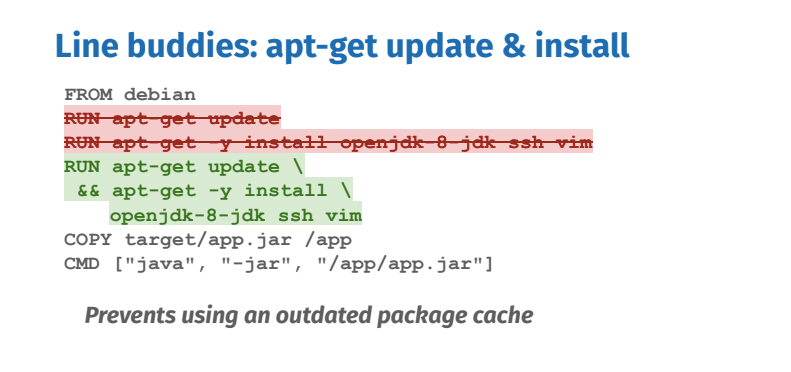 Line buddies: apt-get update & install
FROM debian
RUN apt-get update
RUN apt-get -y install openjdk-8-jdk ssh vim
RUN apt-get update \
&& apt-get -y install \
openjdk-8-jdk ssh vim
COPY target/app.jar /app
CMD ["java", "-jar", "/app/app.jar"]
Prevents using an outdated package cache